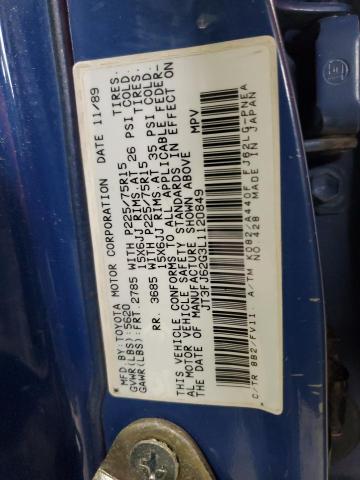 MFD BY: TOYOTA MOTOR CORPORATION DATE 11/89
GVWR(LBS): 5620
GAWR(LBS): FRT. 2785 WITH P225/75R15 TIRES.
15X6JJ RIMS. AT 26 PSI COLD.
RR. 3685 WITH P225/75R15 TIRES.
15X6JJ RIMS. AT 35 PSI COLD.
THIS VEHICLE CONFORMS TO ALL APPLICABLE FEDER-
AL MOTOR VEHICLE SAFETY STANDARDS IN EFFECT ON
THE DATE OF MANUFACTURE SHOWN ABOVE.
JT3FJ62G3L1120849 MPV
C/TR 8B2/FV11 A/TM K082/A440F FJ62LG-PNEA
NO.428 MADE IN JAPAN